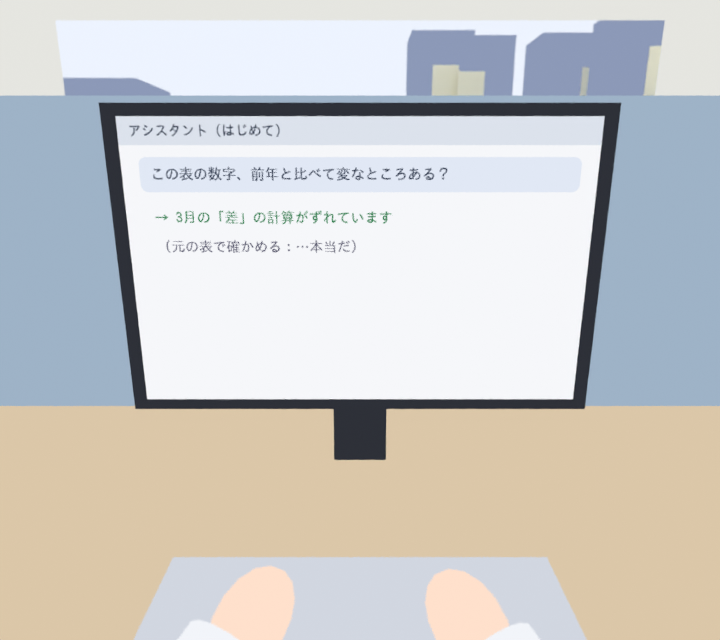 アシスタント（はじめて）
この表の数字、前年と比べて変なところある？
→ 3月の「差」の計算がずれています
（元の表で確かめる：…本当だ）